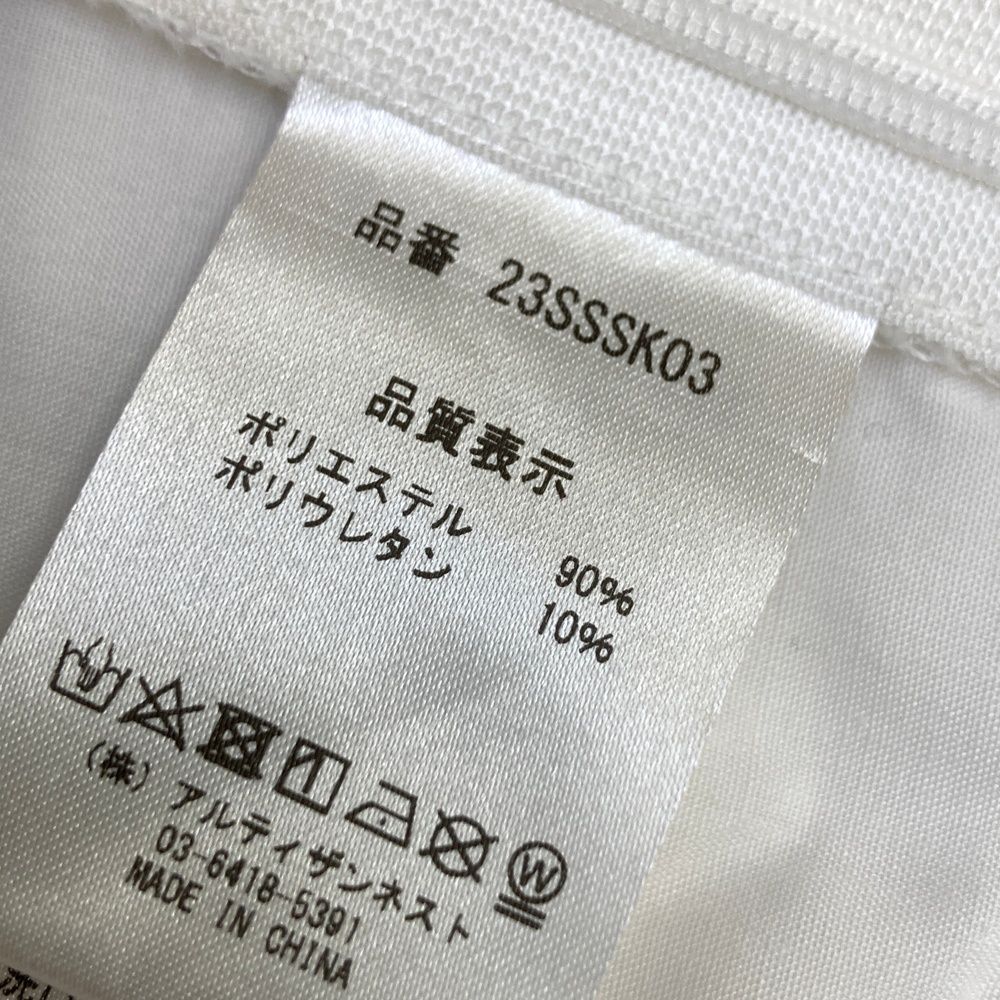 品番 23SSSK03
品質表示
ポリエステル 90%
ポリウレタン 10%
W
(株)アルティザンネスト
03-6418-5391
MADE IN CHINA